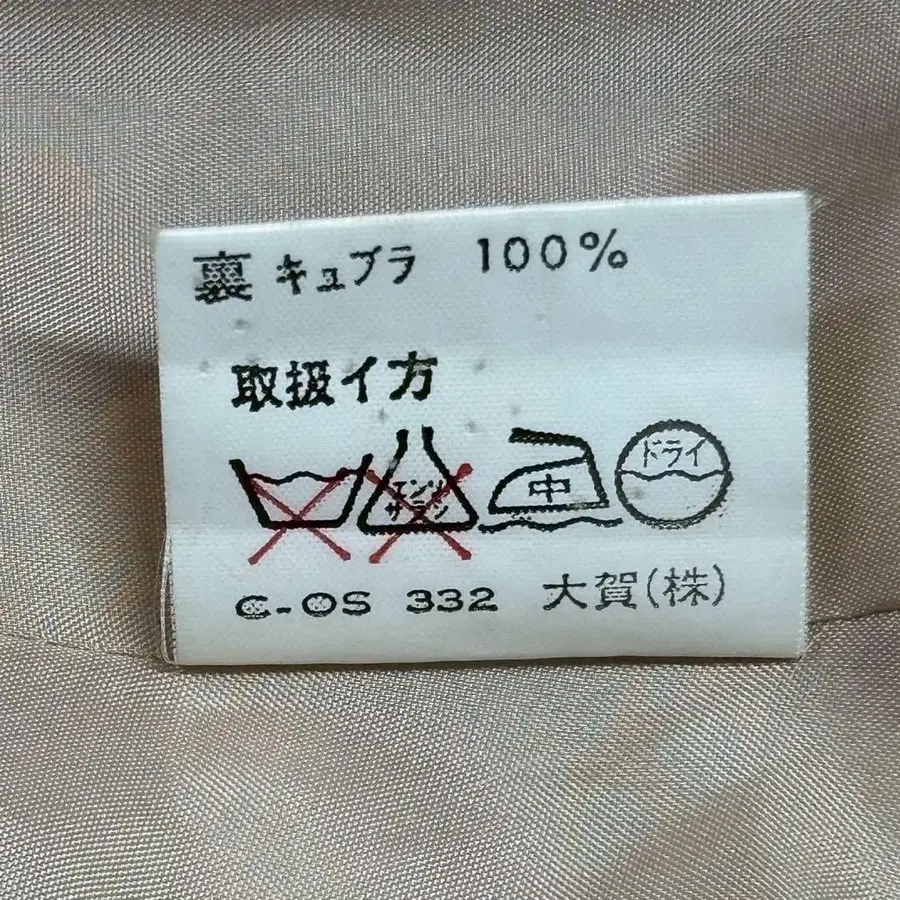 裏 キュプラ 100%
取扱イ方
エンソ サラシ 中 ドライ
C-OS 332 大賀(株)